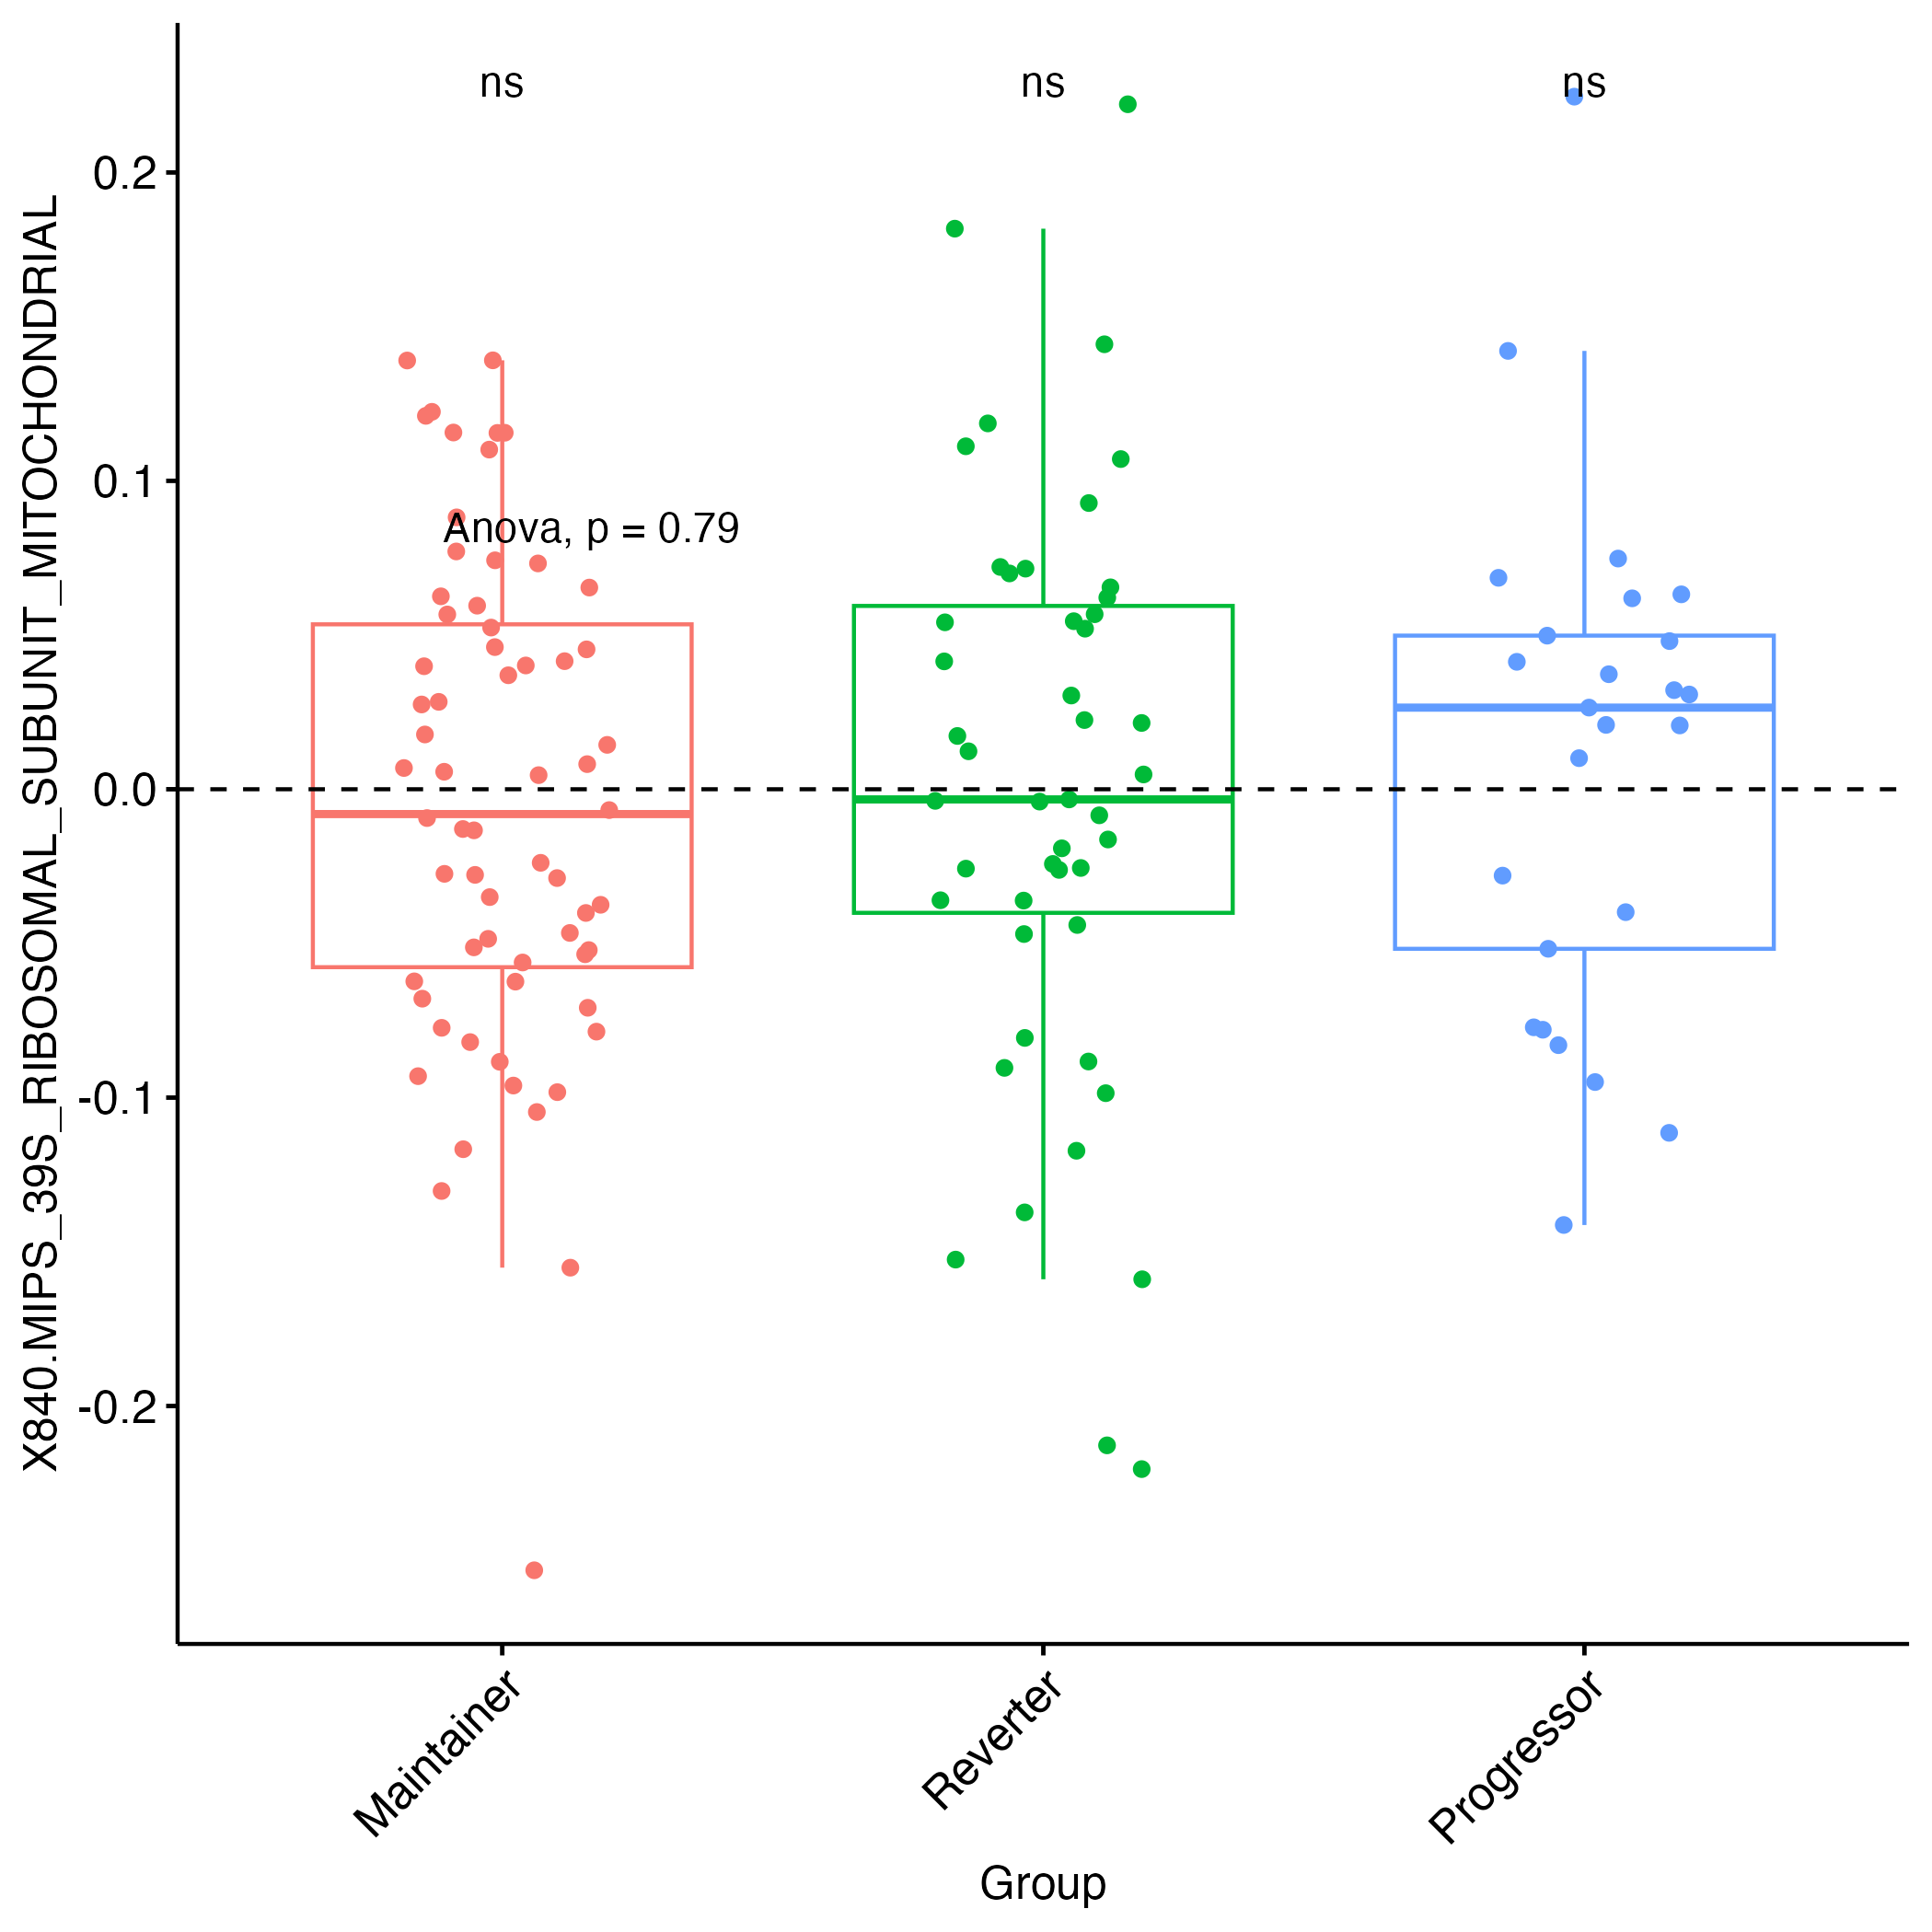 ns ns ns
Anova, p = 0.79
X840.MIPS_39S_RIBOSOMAL_SUBUNIT_MITOCHONDRIAL
0.2
0.1
0.0
-0.1
-0.2
Maintainer
Reverter
Progressor
Group